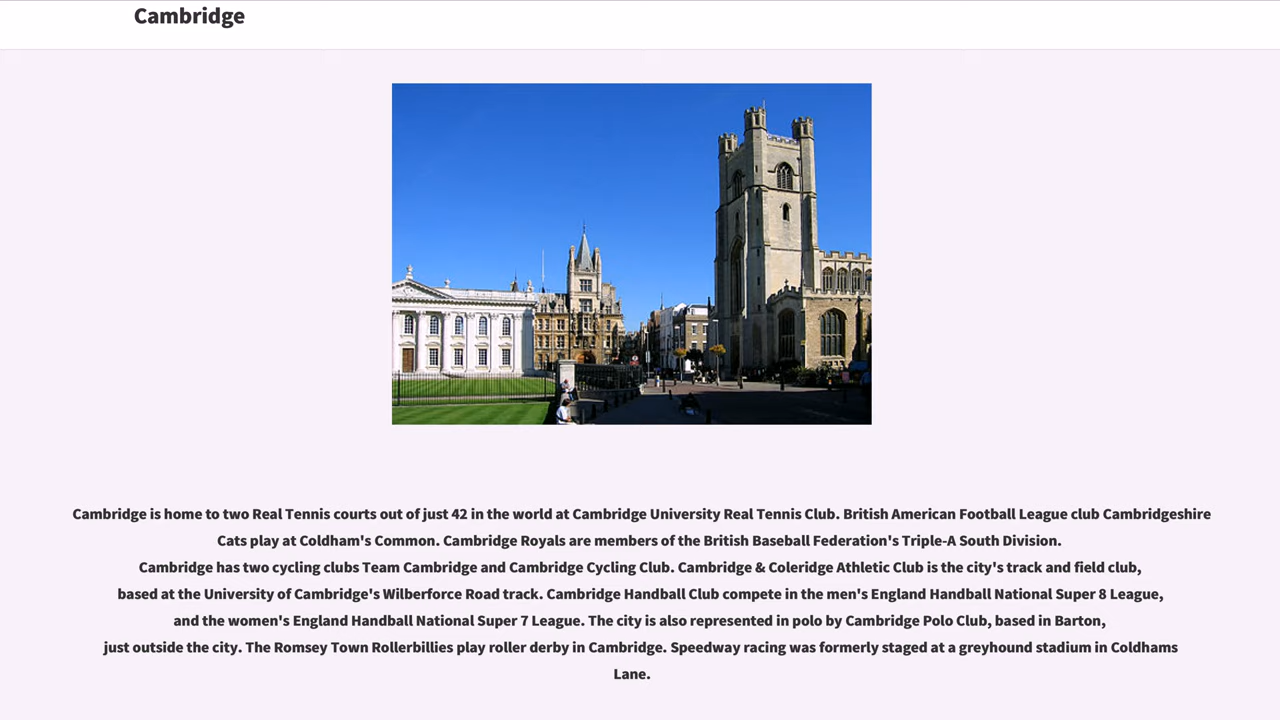 Cambridge
Cambridge is home to two Real Tennis courts out of just 42 in the world at Cambridge University Real Tennis Club. British American Football League club Cambridgeshire
Cats play at Coldham's Common. Cambridge Royals are members of the British Baseball Federation's Triple-A South Division.
Cambridge has two cycling clubs Team Cambridge and Cambridge Cycling Club. Cambridge & Coleridge Athletic Club is the city's track and field club,
based at the University of Cambridge's Wilberforce Road track. Cambridge Handball Club compete in the men's England Handball National Super 8 League,
and the women's England Handball National Super 7 League. The city is also represented in polo by Cambridge Polo Club, based in Barton,
just outside the city. The Romsey Town Rollerbillies play roller derby in Cambridge. Speedway racing was formerly staged at a greyhound stadium in Coldhams
Lane.